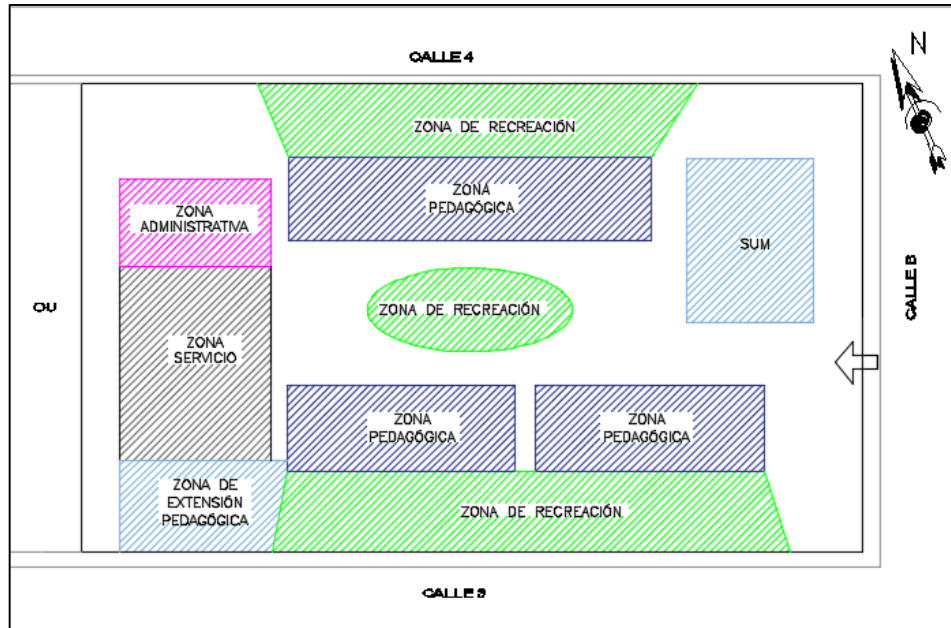 CALLE 4
N
ZONA DE RECREACIÓN
ZONA
PEDAGÓGICA
ZONA
ADMINISTRATIVA
SUM
CALLE B
OU
ZONA DE RECREACIÓN
ZONA
SERVICIO
ZONA
PEDAGÓGICA
ZONA
PEDAGÓGICA
ZONA DE
EXTENSIÓN
PEDAGÓGICA
ZONA DE RECREACIÓN
CALLE 3